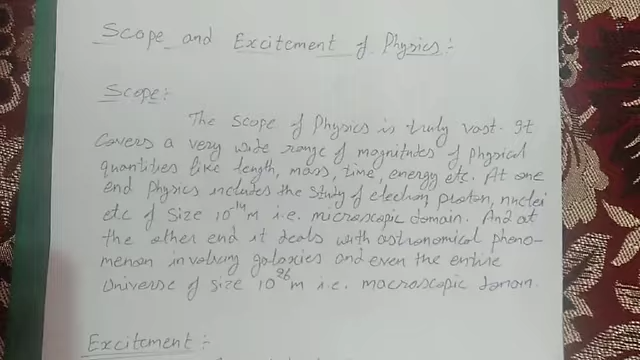 Scope and Excitement of Physics:-
Scope:
The Scope of Physics is truly vast. It
Covers a very wide range of magnitudes of physical
quantities like length, mass, time, energy etc. At one
end physics includes the study of electron, proton, nuclei
etc of size 10⁻¹⁴m i.e. microscopic domain. And at
the other end it deals with astronomical pheno-
menon involving galaxies and even the entire
Universe of size 10²⁶m i.e. macroscopic domain.
Excitement:-